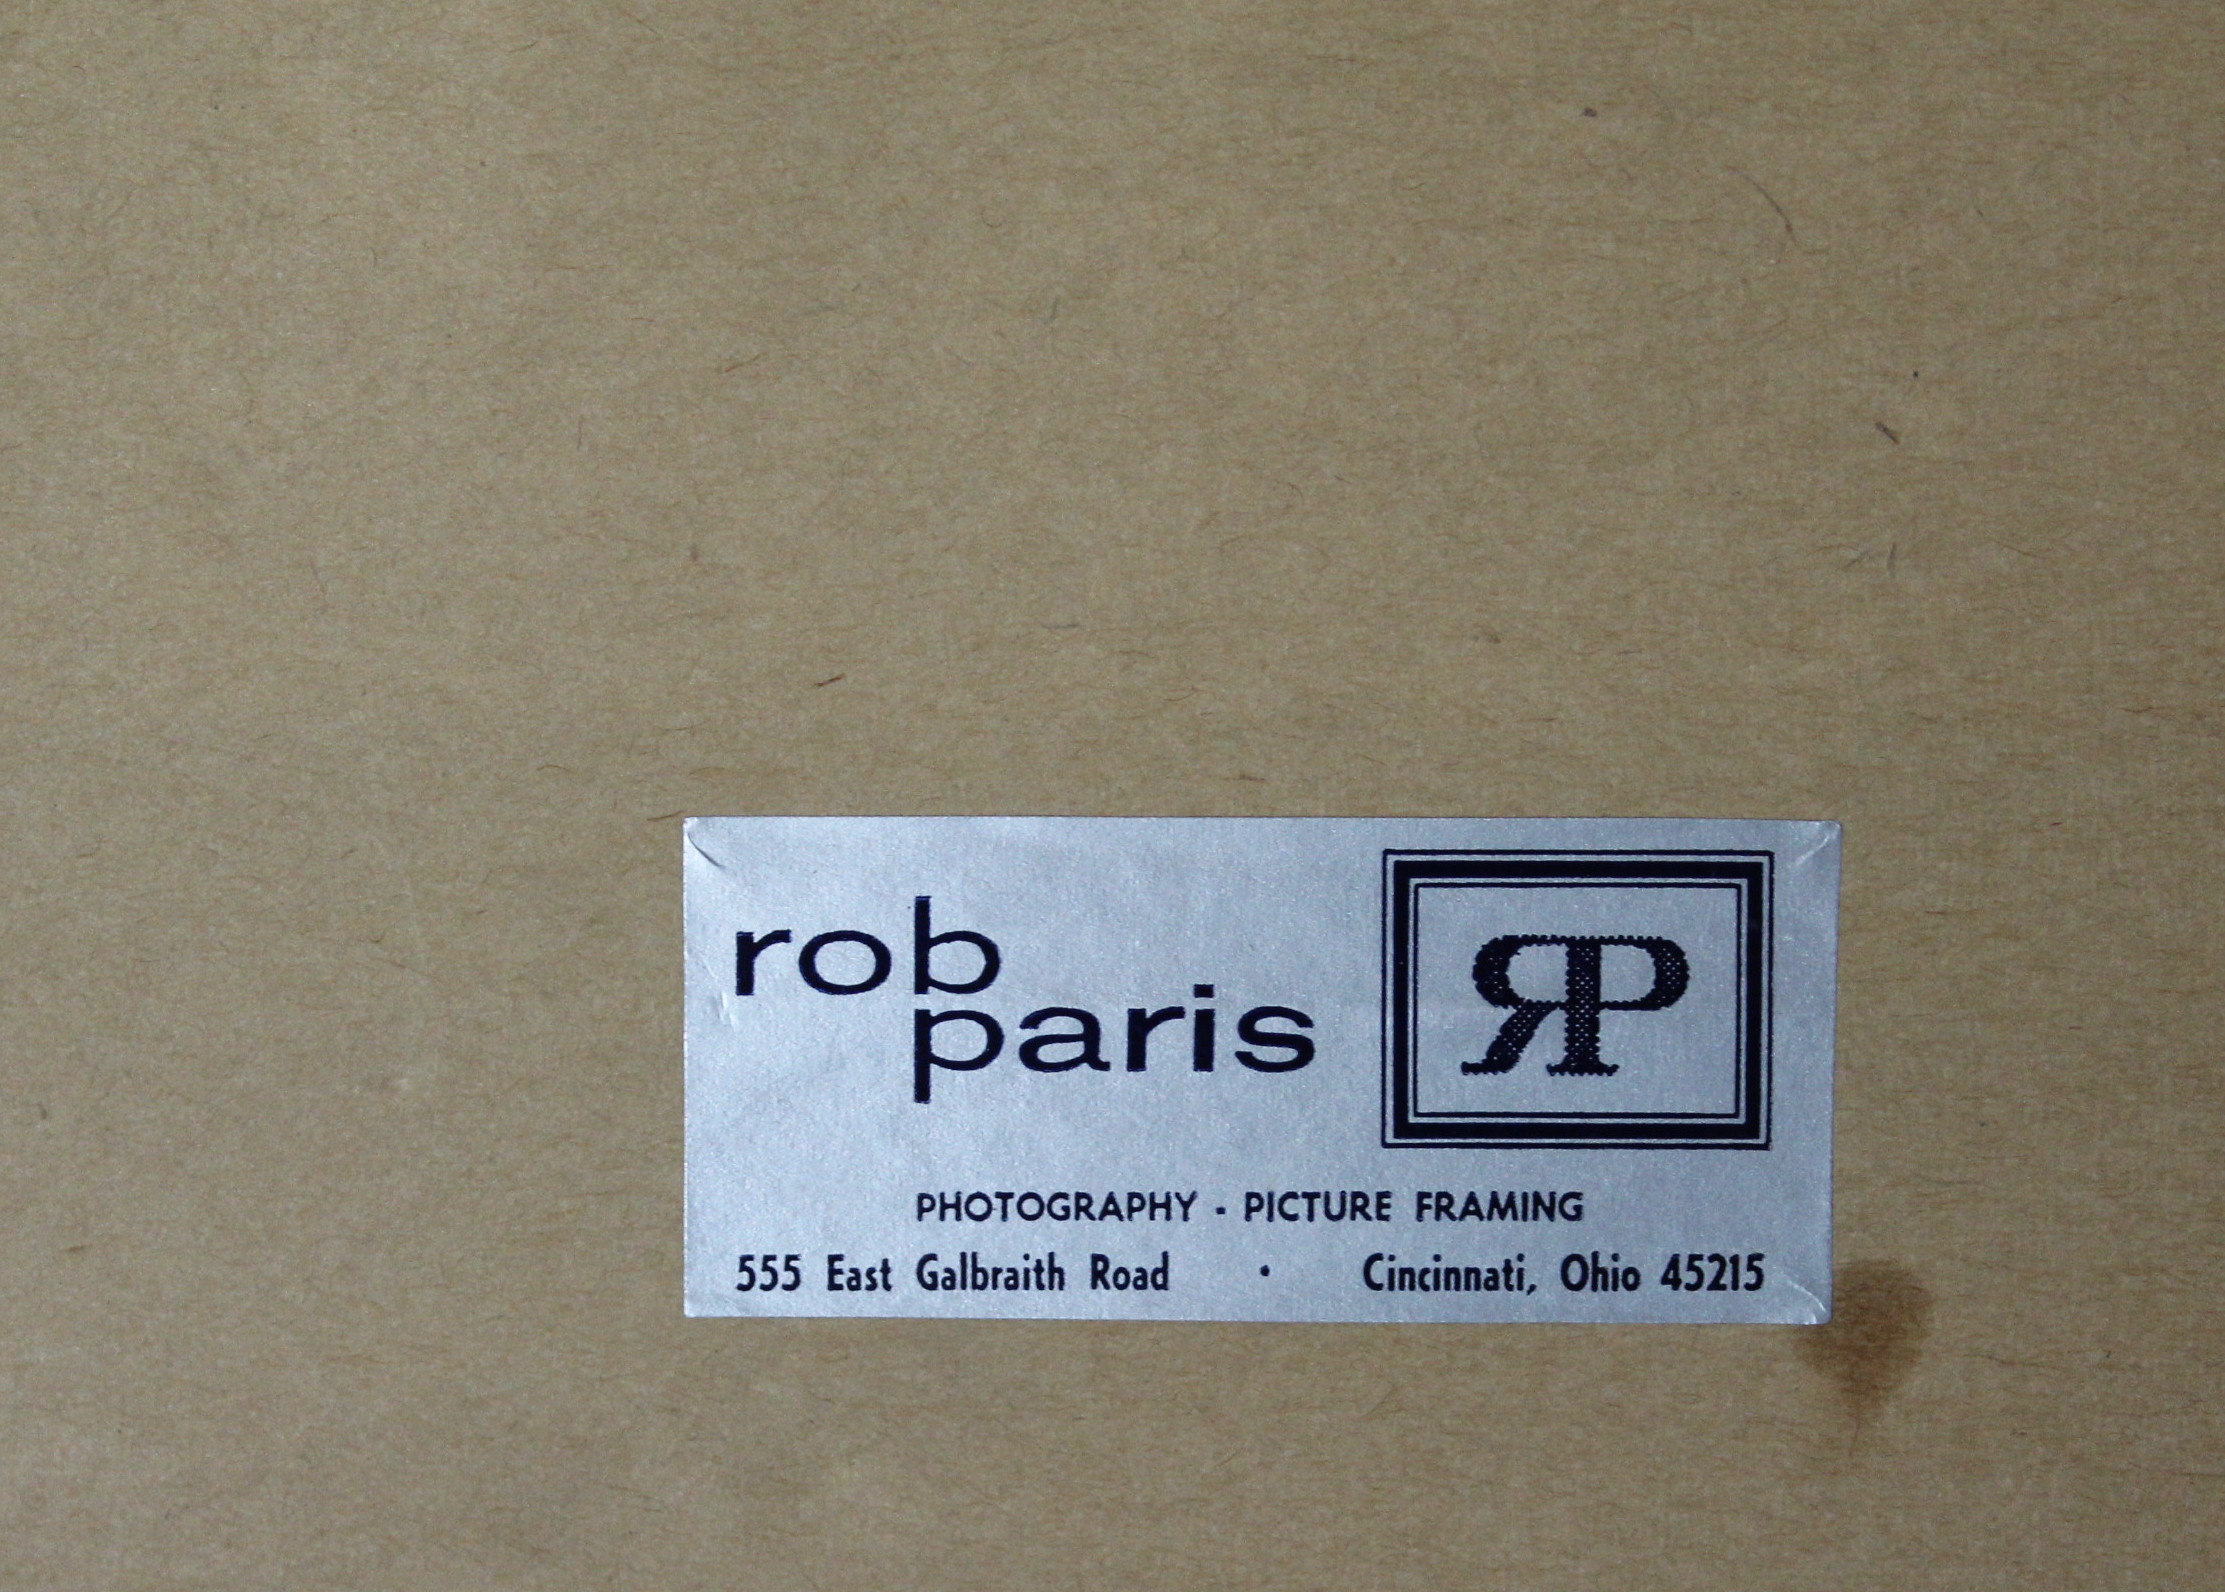 rob
paris
RP
PHOTOGRAPHY - PICTURE FRAMING
555 East Galbraith Road • Cincinnati, Ohio 45215